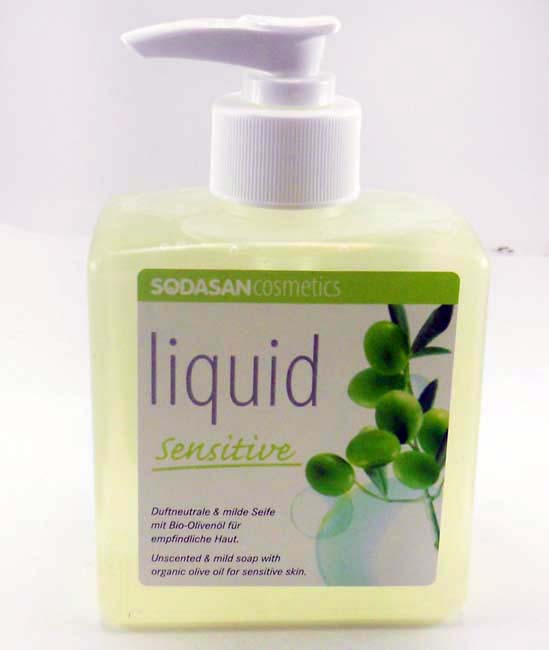 SODASANcosmetics
liquid
sensitive
Duftneutrale & milde Seife
mit Bio-Olivenöl für
empfindliche Haut.
Unscented & mild soap with
organic olive oil for sensitive skin.